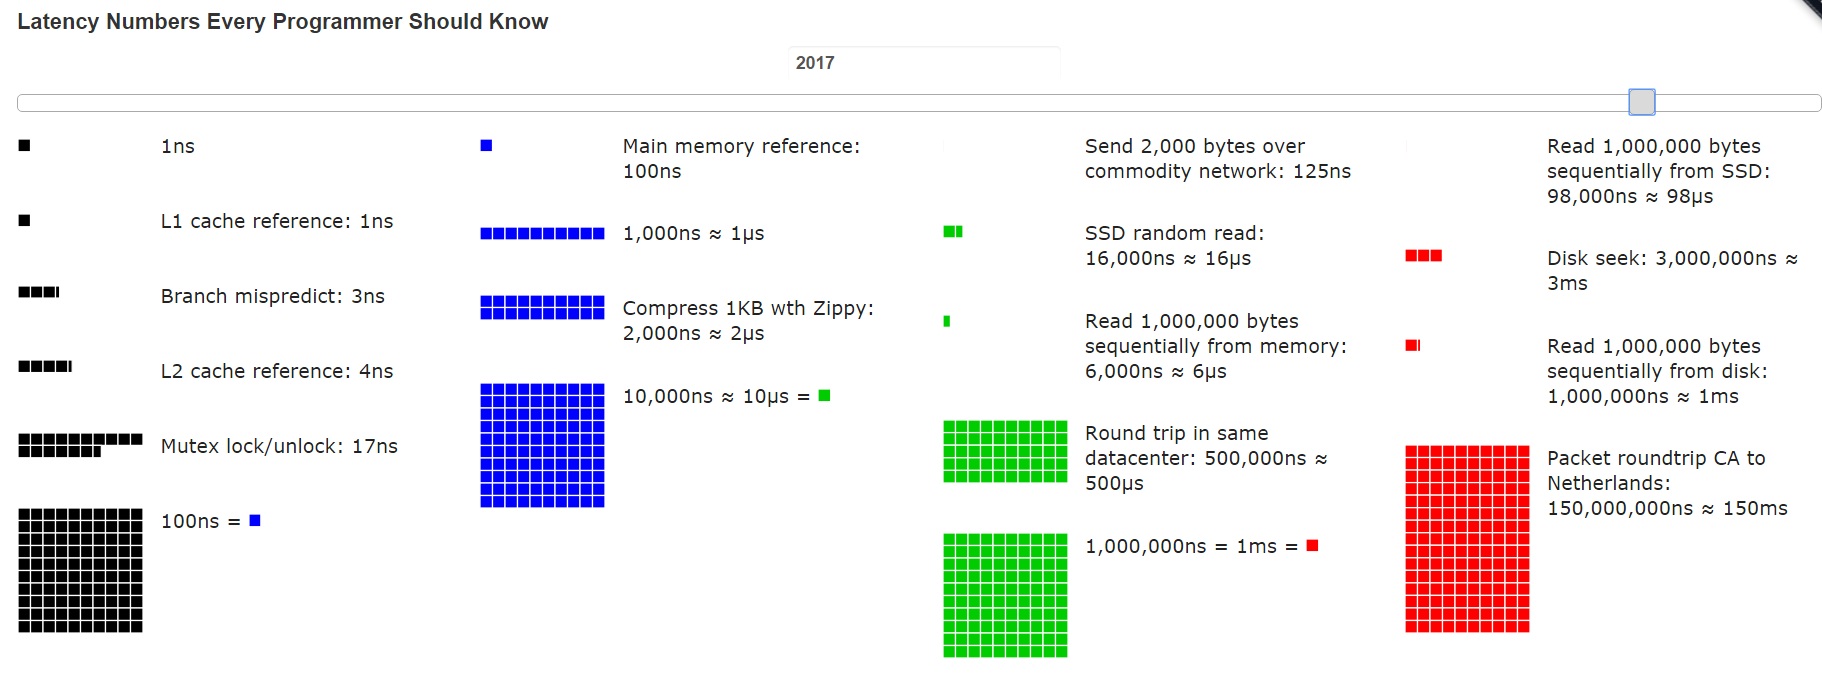 Latency Numbers Every Programmer Should Know
2017
1ns
L1 cache reference: 1ns
Branch mispredict: 3ns
L2 cache reference: 4ns
Mutex lock/unlock: 17ns
100ns =
Main memory reference:
100ns
1,000ns ≈ 1µs
Compress 1KB wth Zippy:
2,000ns ≈ 2µs
10,000ns ≈ 10µs =
Send 2,000 bytes over
commodity network: 125ns
SSD random read:
16,000ns ≈ 16µs
Read 1,000,000 bytes
sequentially from memory:
6,000ns ≈ 6µs
Round trip in same
datacenter: 500,000ns ≈
500µs
1,000,000ns = 1ms =
Read 1,000,000 bytes
sequentially from SSD:
98,000ns ≈ 98µs
Disk seek: 3,000,000ns ≈
3ms
Read 1,000,000 bytes
sequentially from disk:
1,000,000ns ≈ 1ms
Packet roundtrip CA to
Netherlands:
150,000,000ns ≈ 150ms